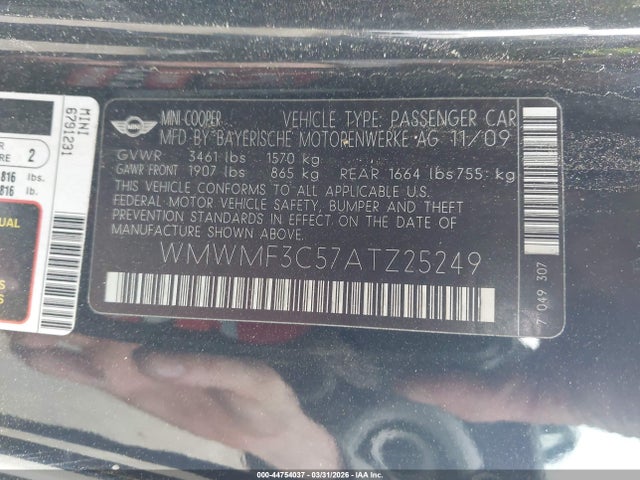 MINI
6791231
2
816 lbs.
816 lb.
MINI COOPER
VEHICLE TYPE: PASSENGER CAR
MFD BY BAYERISCHE MOTORENWERKE AG 11/09
GVWR 3461 lbs 1570 kg
GAWR FRONT 1907 lbs 865 kg REAR 1664 lbs 755: kg
THIS VEHICLE CONFORMS TO ALL APPLICABLE U.S.
FEDERAL MOTOR VEHICLE SAFETY, BUMPER AND THEFT
PREVENTION STANDARDS IN EFFECT ON THE DATE OF
MANUFACTURE SHOWN ABOVE.
WMWMF3C57ATZ25249
7 049 307
000-44754037 - 03/31/2026 - © IAA Inc.